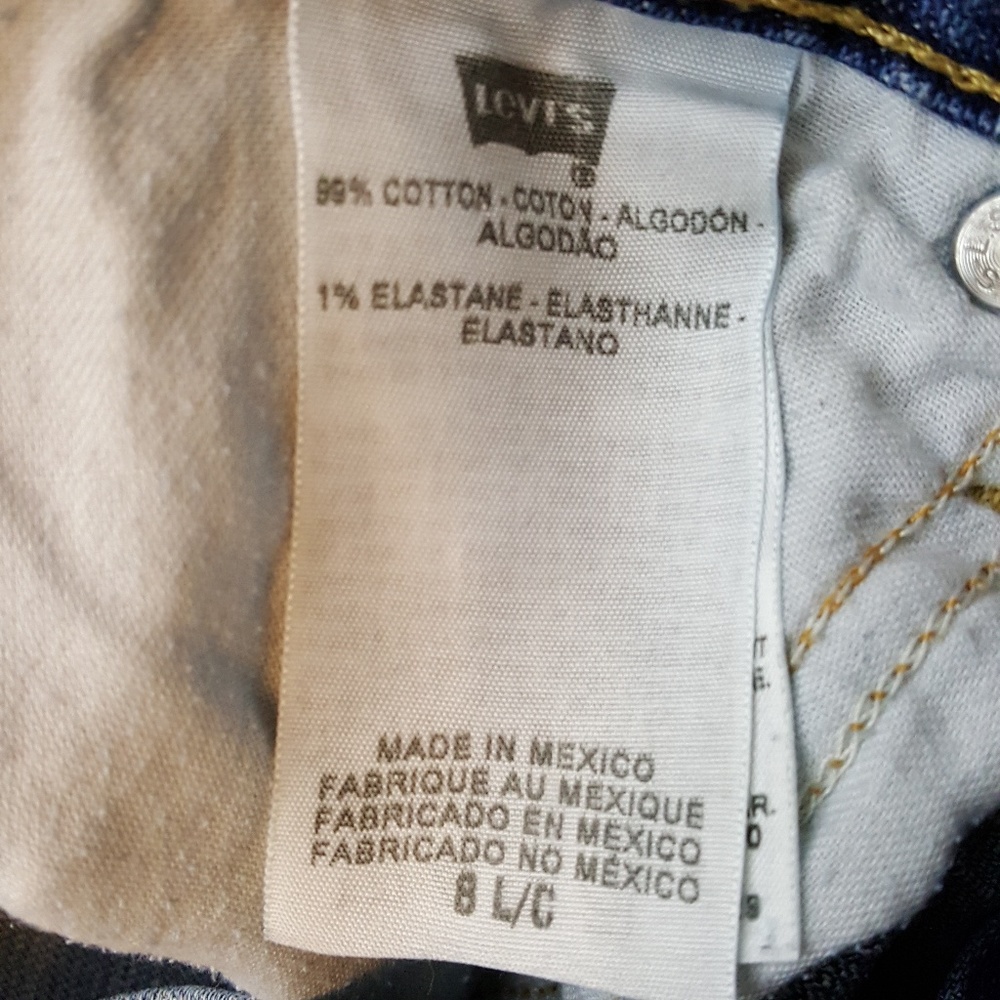 Levi's
®
99% COTTON - COTON - ALGODÓN -
ALGODÃO
1% ELASTANE - ELASTHANNE -
ELASTANO
MADE IN MEXICO
FABRIQUE AU MEXIQUE
FABRICADO EN MÉXICO
FABRICADO NO MÉXICO
8 L/C